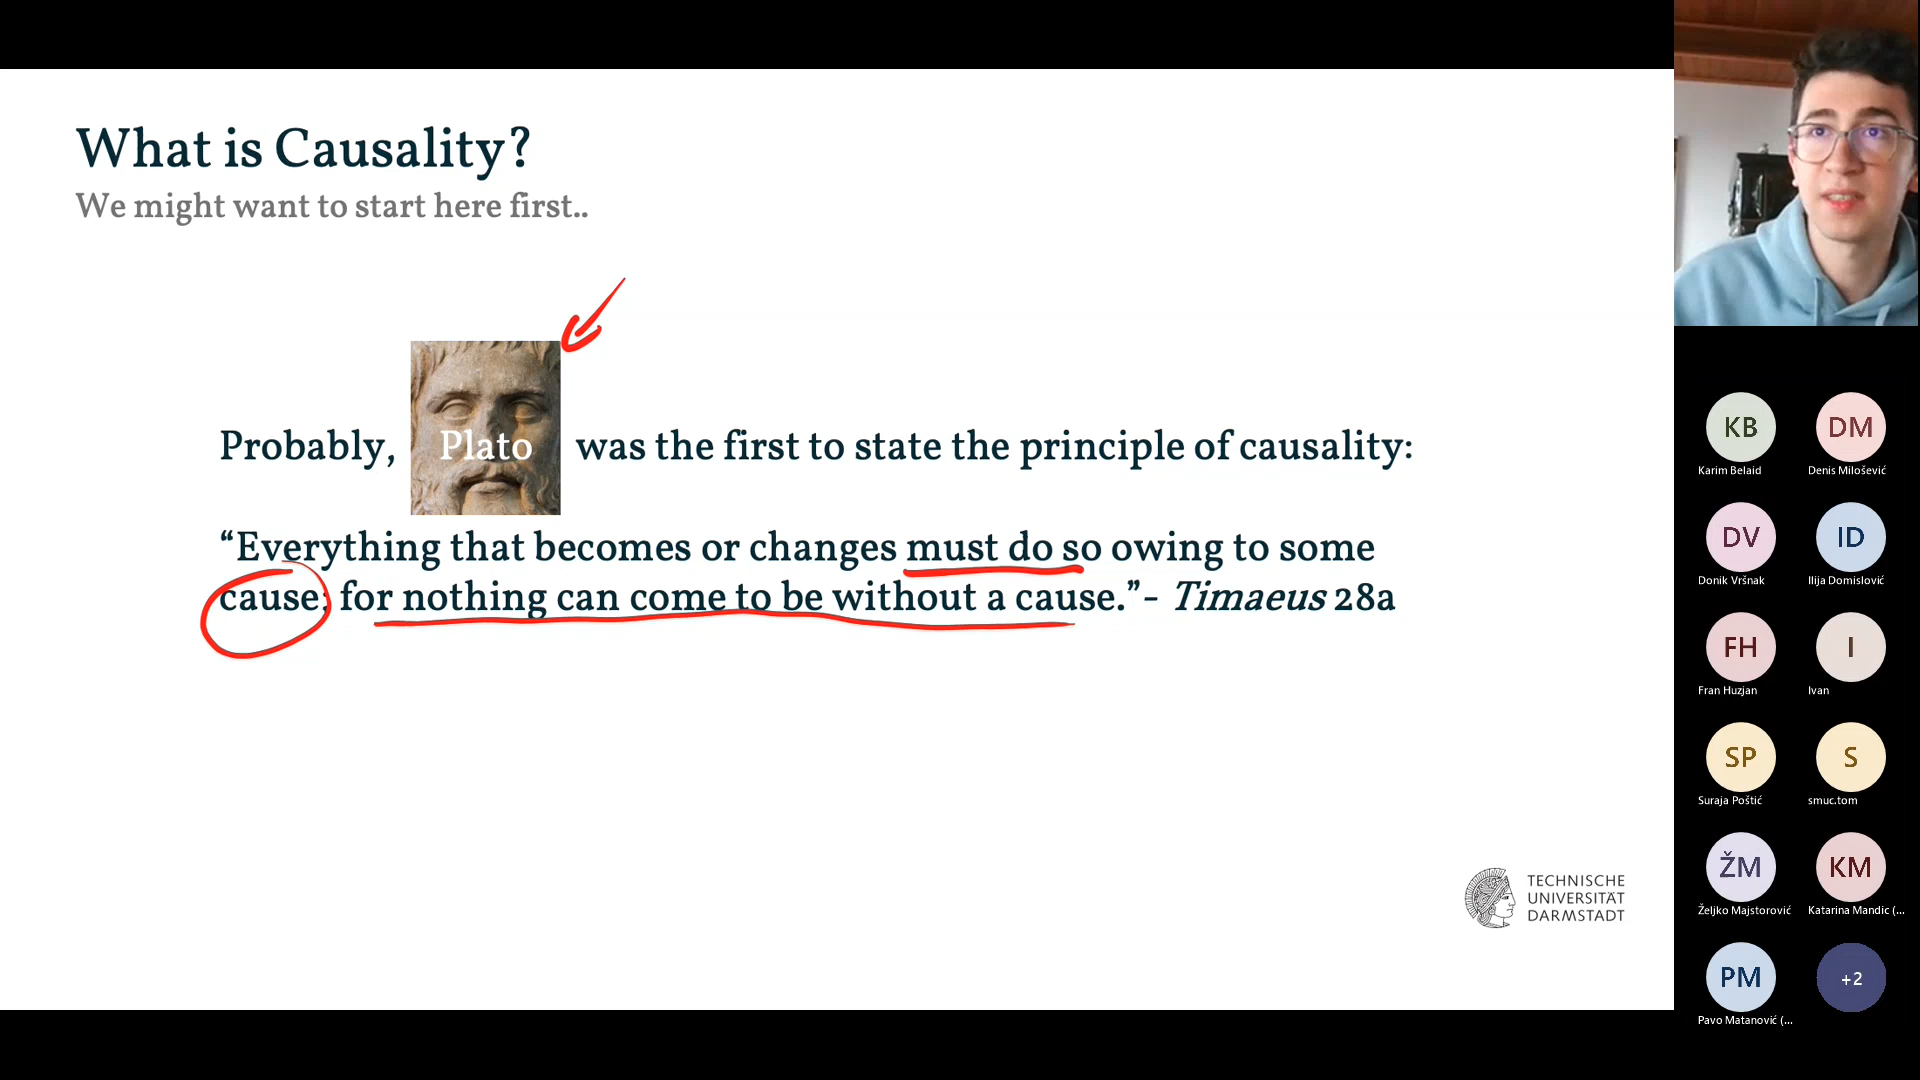 What is Causality?
We might want to start here first..
Probably, Plato was the first to state the principle of causality:
“Everything that becomes or changes must do so owing to some
cause; for nothing can come to be without a cause.”- Timaeus 28a
TECHNISCHE
UNIVERSITÄT
DARMSTADT
KB DM
Karim Belaid Denis Milošević
DV ID
Donik Vršnak Ilija Domislović
FH I
Fran Huzjan Ivan
SP S
Suraja Poštić smuc.tom
ŽM KM
Željko Majstorović Katarina Mandic (...
PM +2
Pavo Matanović (...